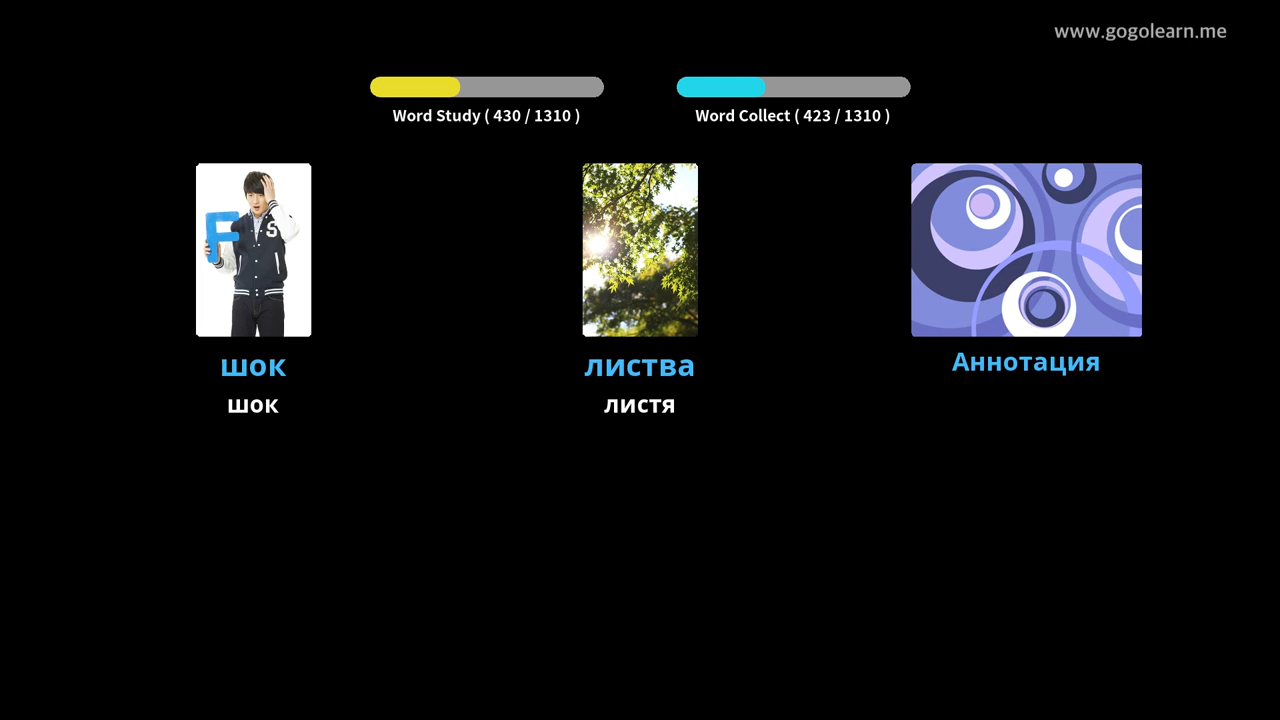 www.gogolearn.me
Word Study ( 430 / 1310 )
Word Collect ( 423 / 1310 )
F
S
шок
листва
Аннотация
шок
листя